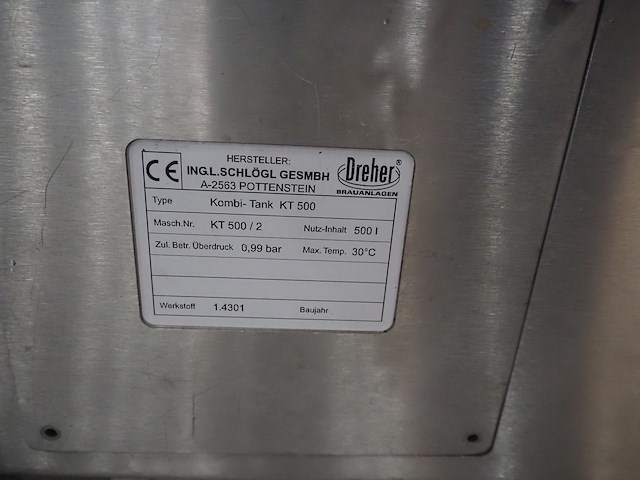 CE
HERSTELLER:
ING.L.SCHLÖGL GESMBH
A-2563 POTTENSTEIN
Dreher®
BRAUANLAGEN
Type Kombi- Tank KT 500
Masch.Nr. KT 500 / 2 Nutz-Inhalt 500 l
Zul. Betr. Überdruck 0,99 bar Max. Temp. 30°C
Werkstoff 1.4301 Baujahr